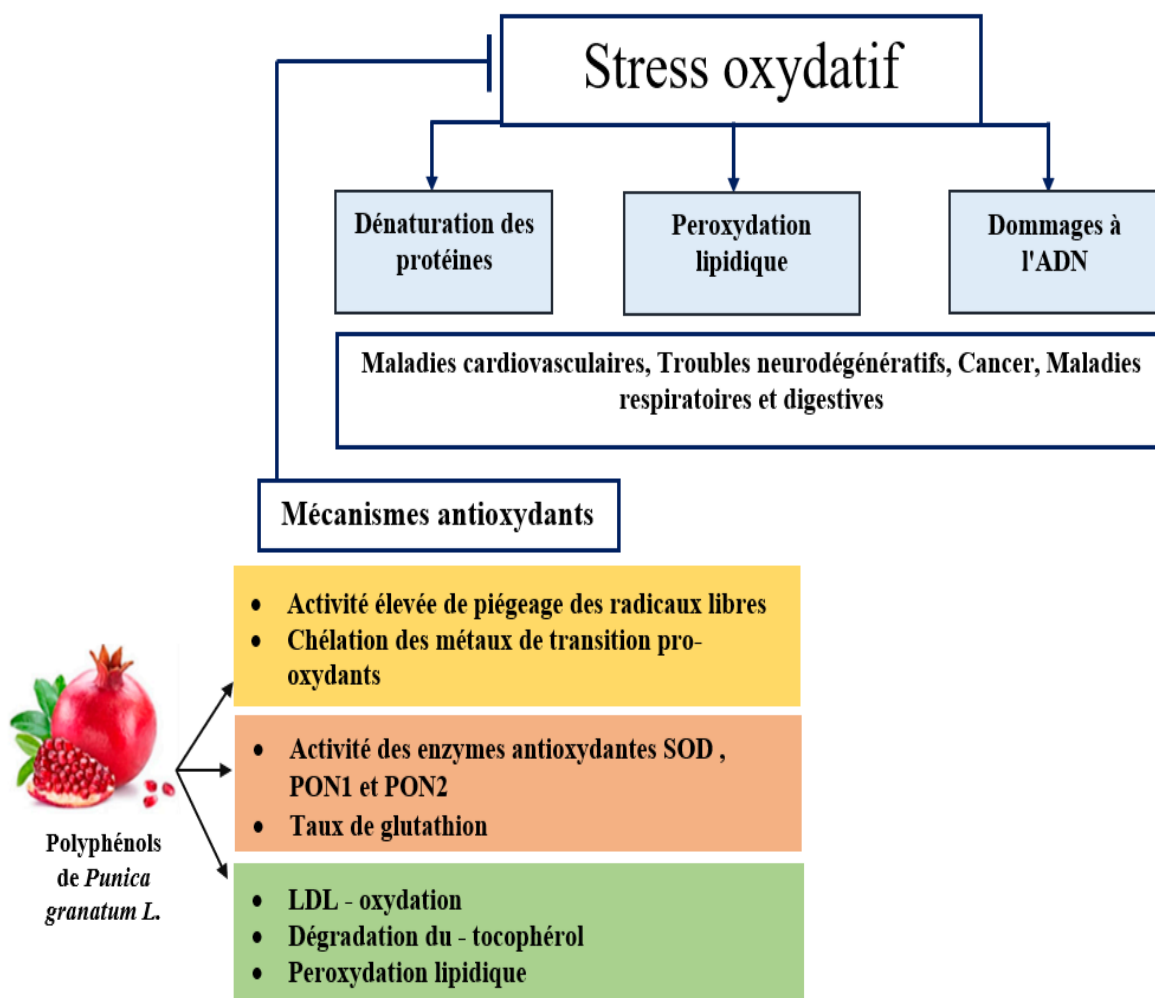 Stress oxydatif
Dénaturation des
protéines
Peroxydation
lipidique
Dommages à
l'ADN
Maladies cardiovasculaires, Troubles neurodégénératifs, Cancer, Maladies
respiratoires et digestives
Mécanismes antioxydants
• Activité élevée de piégeage des radicaux libres
• Chélation des métaux de transition pro-
oxydants
• Activité des enzymes antioxydantes SOD ,
PON1 et PON2
• Taux de glutathion
Polyphénols
de Punica
granatum L.
• LDL - oxydation
• Dégradation du - tocophérol
• Peroxydation lipidique